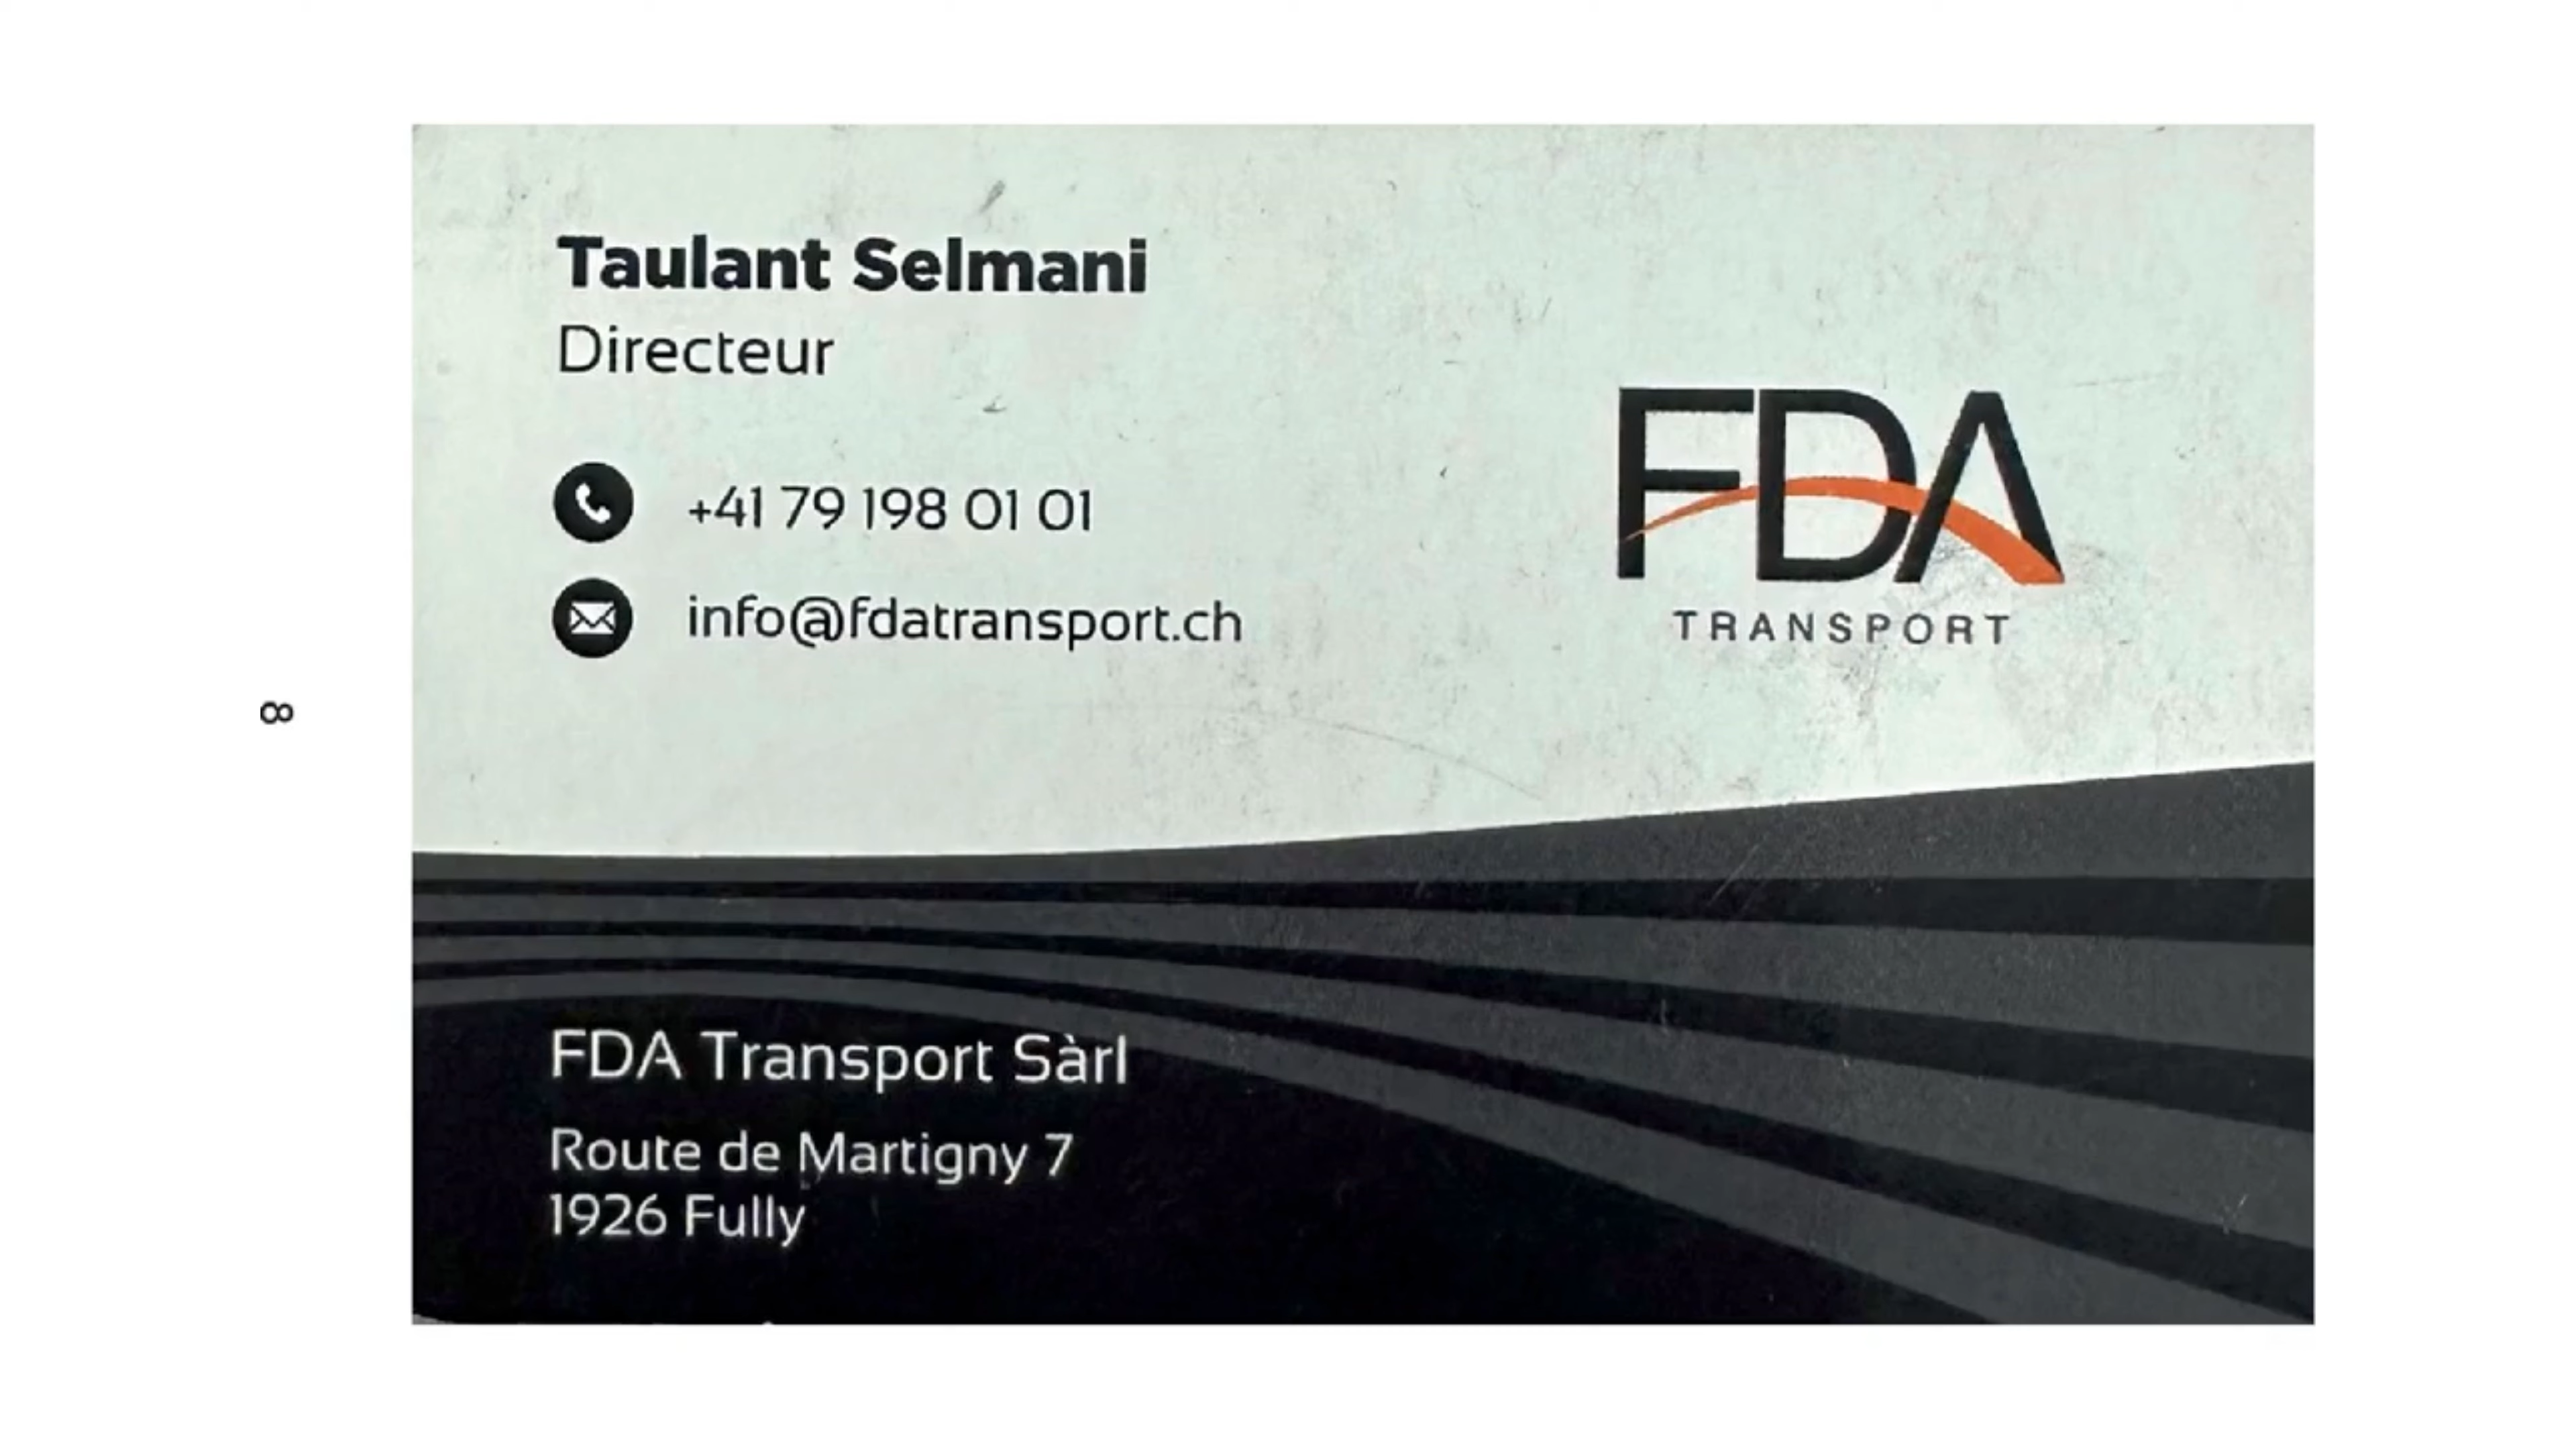 Taulant Selmani
Directeur
+41 79 198 01 01
info@fdatransport.ch
FDA
TRANSPORT
8
FDA Transport Sàrl
Route de Martigny 7
1926 Fully